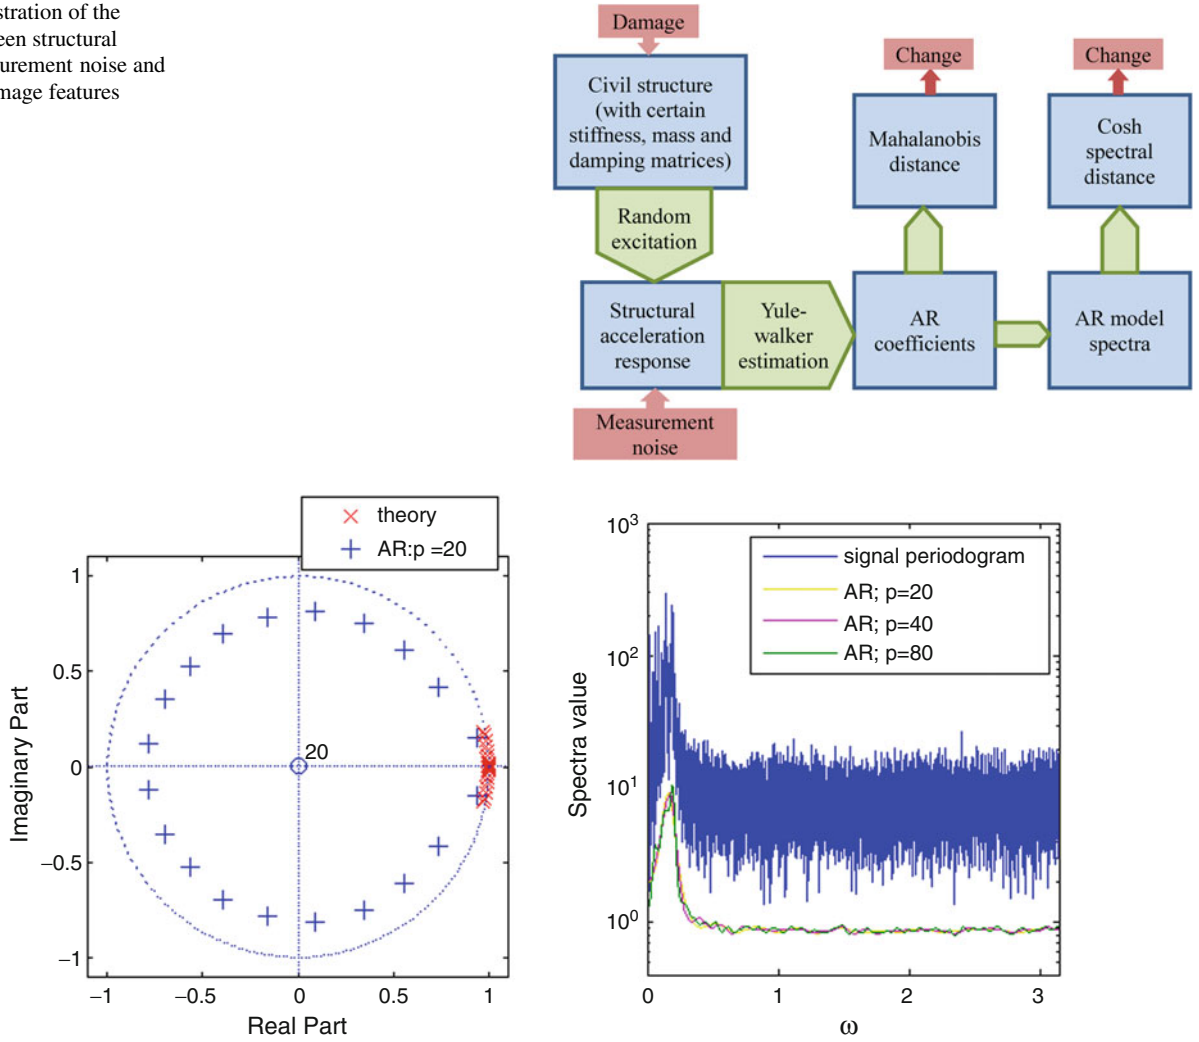 stration of the
een structural
urement noise and
mage features
Damage
Civil structure
(with certain
stiffness, mass and
damping matrices)
Random
excitation
Structural
acceleration
response
Measurement
noise
Yule-
walker
estimation
AR
coefficients
AR model
spectra
Mahalanobis
distance
Cosh
spectral
distance
Change
Change
theory
AR:p =20
1
0.5
0
−0.5
−1
Imaginary Part
20
−1
−0.5
0
0.5
1
Real Part
signal periodogram
AR; p=20
AR; p=40
AR; p=80
10³
10²
10¹
10⁰
Spectra value
0
1
2
3
ω